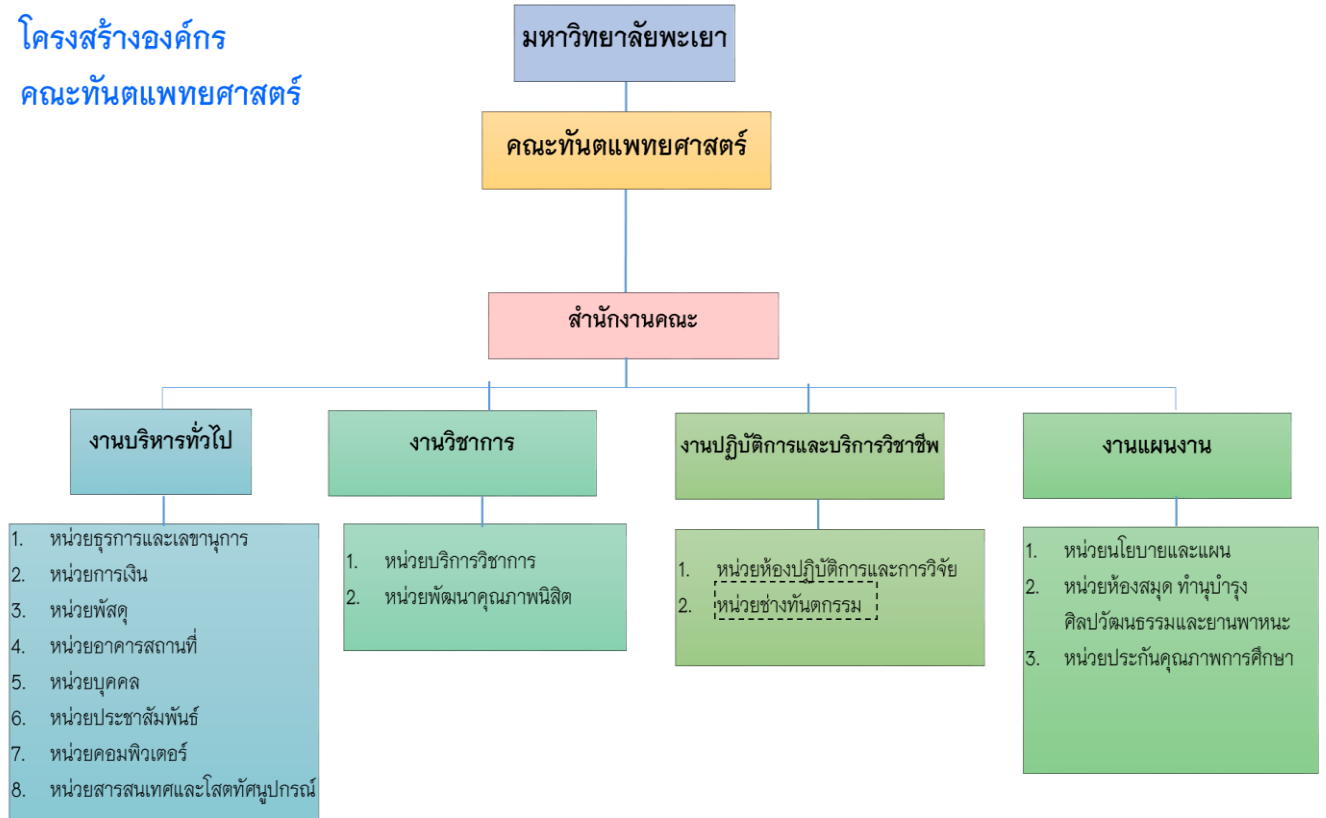 โครงสร้างองค์กร
คณะทันตแพทยศาสตร์
มหาวิทยาลัยพะเยา
คณะทันตแพทยศาสตร์
สำนักงานคณะ
งานบริหารทั่วไป
1. หน่วยธุรการและเลขานุการ
2. หน่วยการเงิน
3. หน่วยพัสดุ
4. หน่วยอาคารสถานที่
5. หน่วยบุคคล
6. หน่วยประชาสัมพันธ์
7. หน่วยคอมพิวเตอร์
8. หน่วยสารสนเทศและโสตทัศนูปกรณ์
งานวิชาการ
1. หน่วยบริการวิชาการ
2. หน่วยพัฒนาคุณภาพนิสิต
งานปฏิบัติการและบริการวิชาชีพ
1. หน่วยห้องปฏิบัติการและการวิจัย
2. หน่วยช่างทันตกรรม
งานแผนงาน
1. หน่วยนโยบายและแผน
2. หน่วยห้องสมุด ทำนุบำรุง
ศิลปวัฒนธรรมและยานพาหนะ
3. หน่วยประกันคุณภาพการศึกษา